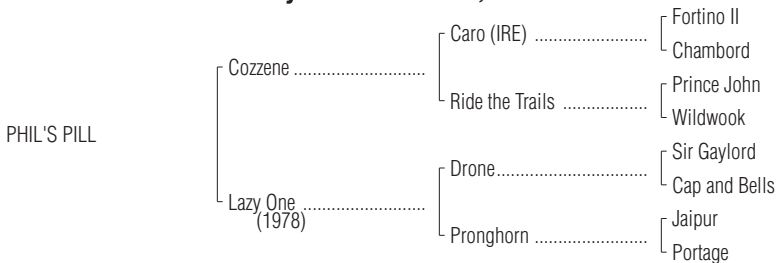 Fortino II
Caro (IRE) ..........................
Chambord
Cozzene .............................
Prince John
Ride the Trails ....................
Wildwook
PHIL'S PILL
Sir Gaylord
Drone..................................
Cap and Bells
Lazy One ...........................
(1978)
Jaipur
Pronghorn .........................
Portage